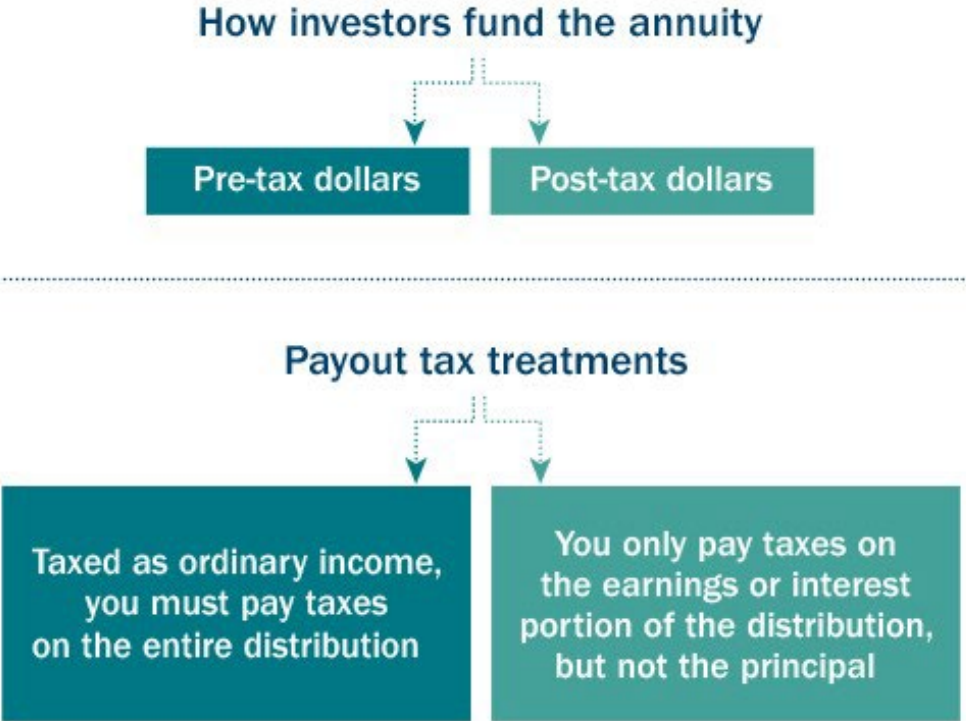 How investors fund the annuity
Pre-tax dollars
Post-tax dollars
Payout tax treatments
Taxed as ordinary income,
you must pay taxes
on the entire distribution
You only pay taxes on
the earnings or interest
portion of the distribution,
but not the principal